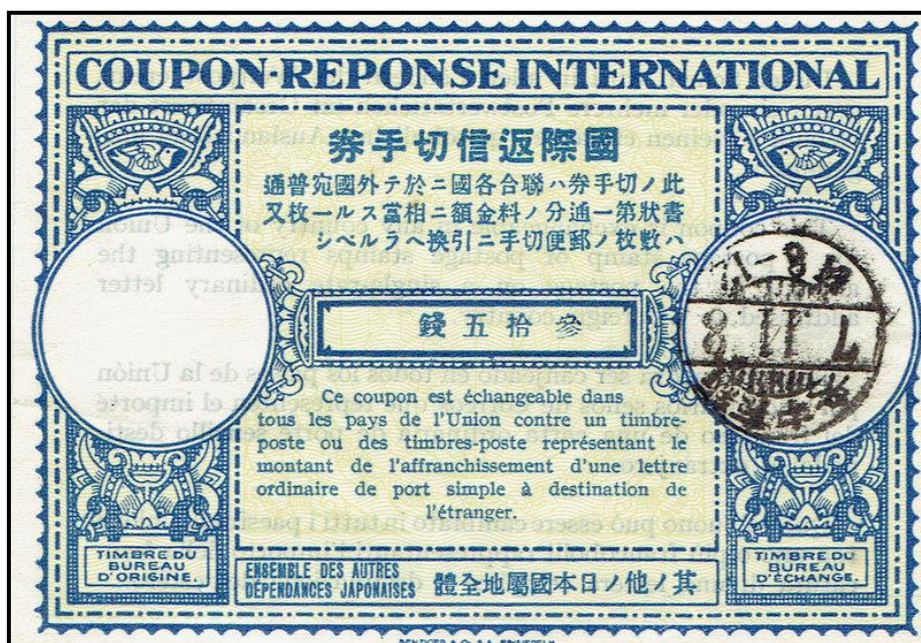 COUPON-REPONSE INTERNATIONAL
國際返信切手券
此ノ切手券ハ聯合各國ニ於テ外國宛普通
書狀第一通分ノ料金額ニ相當スル一枚又
ハ數枚ノ郵便切手ニ引換ヘラルベシ
參拾五錢
Ce coupon est échangeable dans
tous les pays de l'Union contre un timbre-
poste ou des timbres-poste représentant le
montant de l'affranchissement d'une lettre
ordinaire de port simple à destination de
l'étranger.
TIMBRE DU
BUREAU
D'ORIGINE.
ENSEMBLE DES AUTRES
DÉPENDANCES JAPONAISES
其ノ他ノ日本國屬地全體
TIMBRE DU
BUREAU
D'ÉCHANGE.